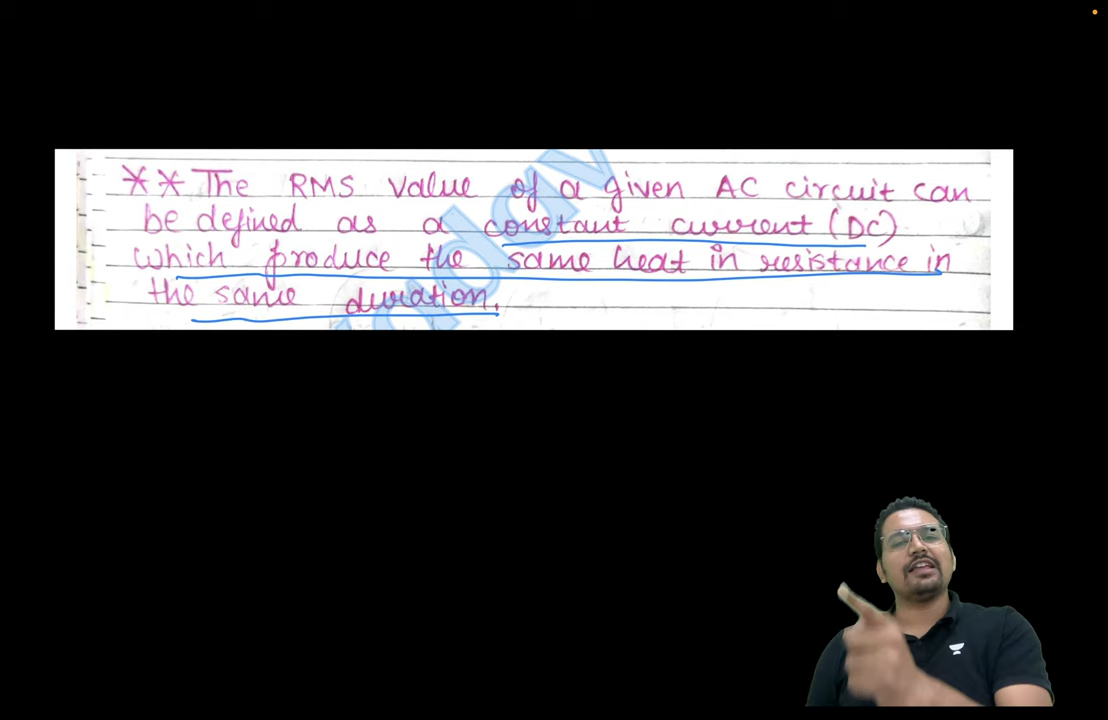 ** The RMS value of a given AC circuit can
be defined as a constant current (DC)
which produce the same heat in resistance in
the same duration.